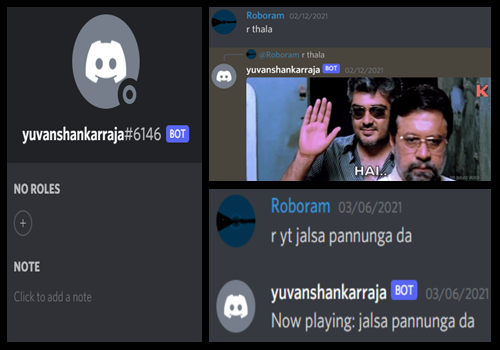 yuvanshankarraja#6146 BOT
NO ROLES
+
NOTE
Click to add a note
Roboram 02/12/2021
r thala
@Roboram r thala
yuvanshankarraja BOT 02/12/2021
K
HAI..
Roboram 03/06/2021
r yt jalsa pannunga da
yuvanshankarraja BOT 03/06/2021
Now playing: jalsa pannunga da